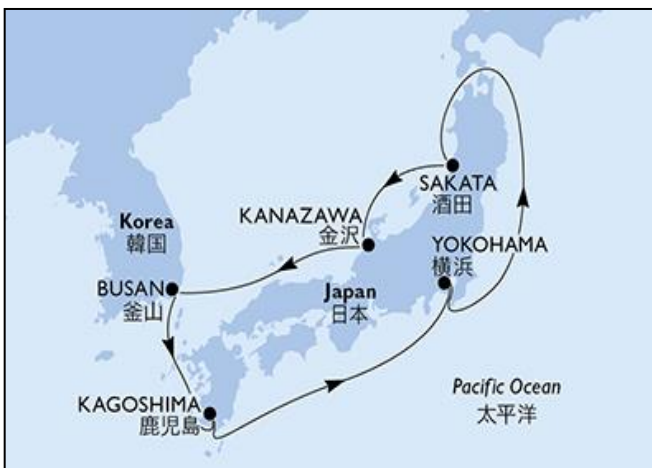 SAKATA
酒田
KANAZAWA
金沢
Korea
韓国
YOKOHAMA
横浜
BUSAN
釜山
Japan
日本
Pacific Ocean
太平洋
KAGOSHIMA
鹿児島